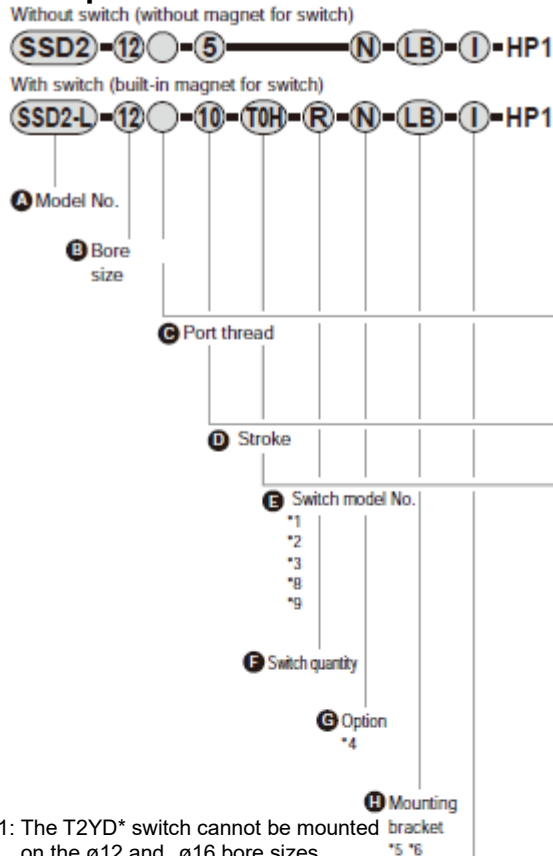 Without switch (without magnet for switch)
SSD2-12 -5 N-LB-I-HP1
With switch (built-in magnet for switch)
SSD2-L-12 -10-T0H-R-N-LB-I-HP1
A Model No.
B Bore
size
C Port thread
D Stroke
E Switch model No.
*1
*2
*3
*8
*9
F Switch quantity
G Option
*4
H Mounting
bracket
*5 *6
1: The T2YD* switch cannot be mounted
on the ø12 and ø16 bore sizes